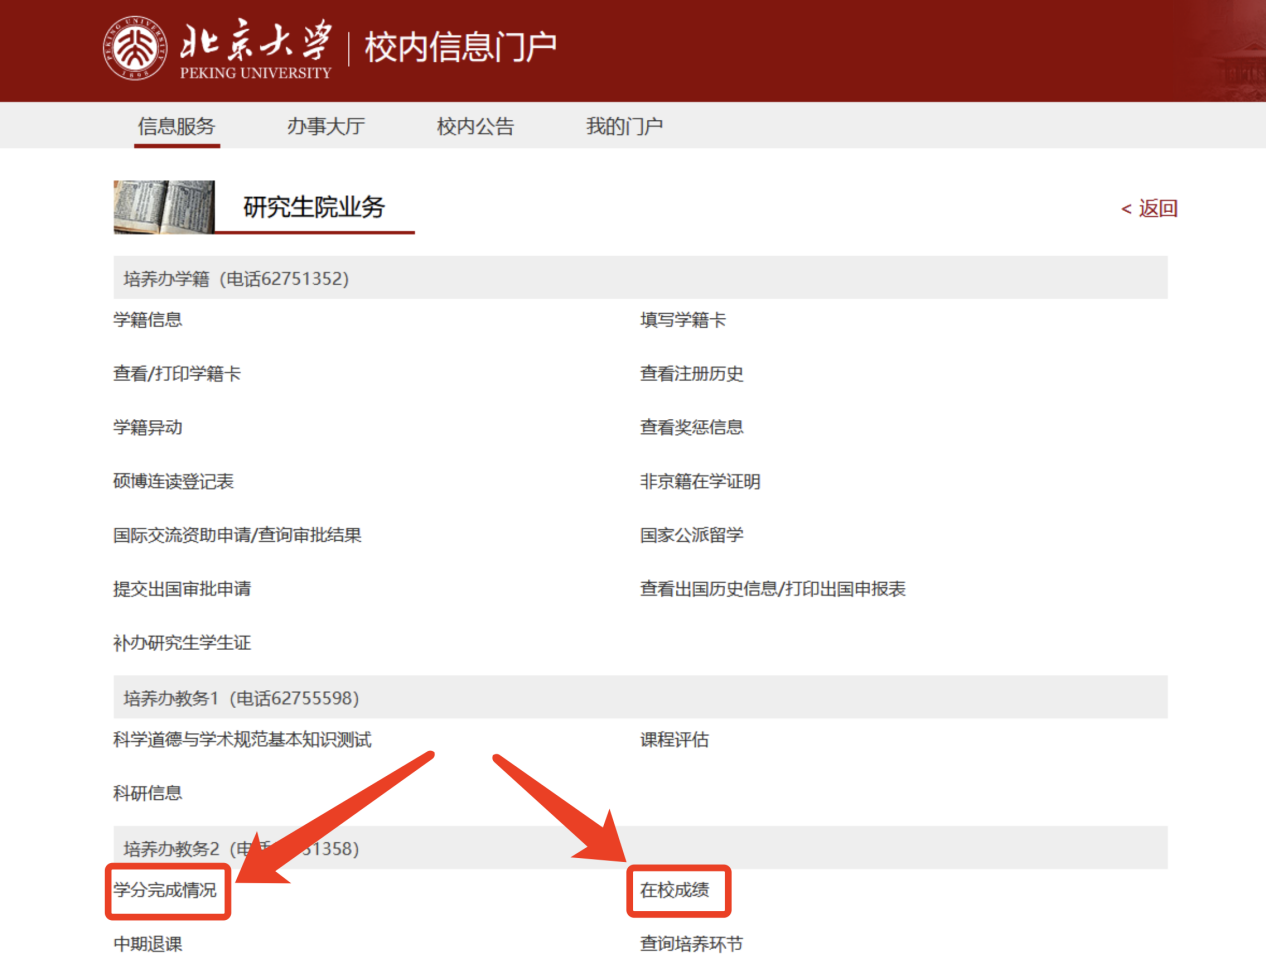 北京大学
PEKING UNIVERSITY
校内信息门户
信息服务 办事大厅 校内公告 我的门户
研究生院业务
< 返回
培养办学籍（电话62751352）
学籍信息 填写学籍卡
查看/打印学籍卡 查看注册历史
学籍异动 查看奖惩信息
硕博连读登记表 非京籍在学证明
国际交流资助申请/查询审批结果 国家公派留学
提交出国审批申请 查看出国历史信息/打印出国申报表
补办研究生学生证
培养办教务1（电话62755598）
科学道德与学术规范基本知识测试 课程评估
科研信息
培养办教务2（电 51358）
学分完成情况 在校成绩
中期退课 查询培养环节